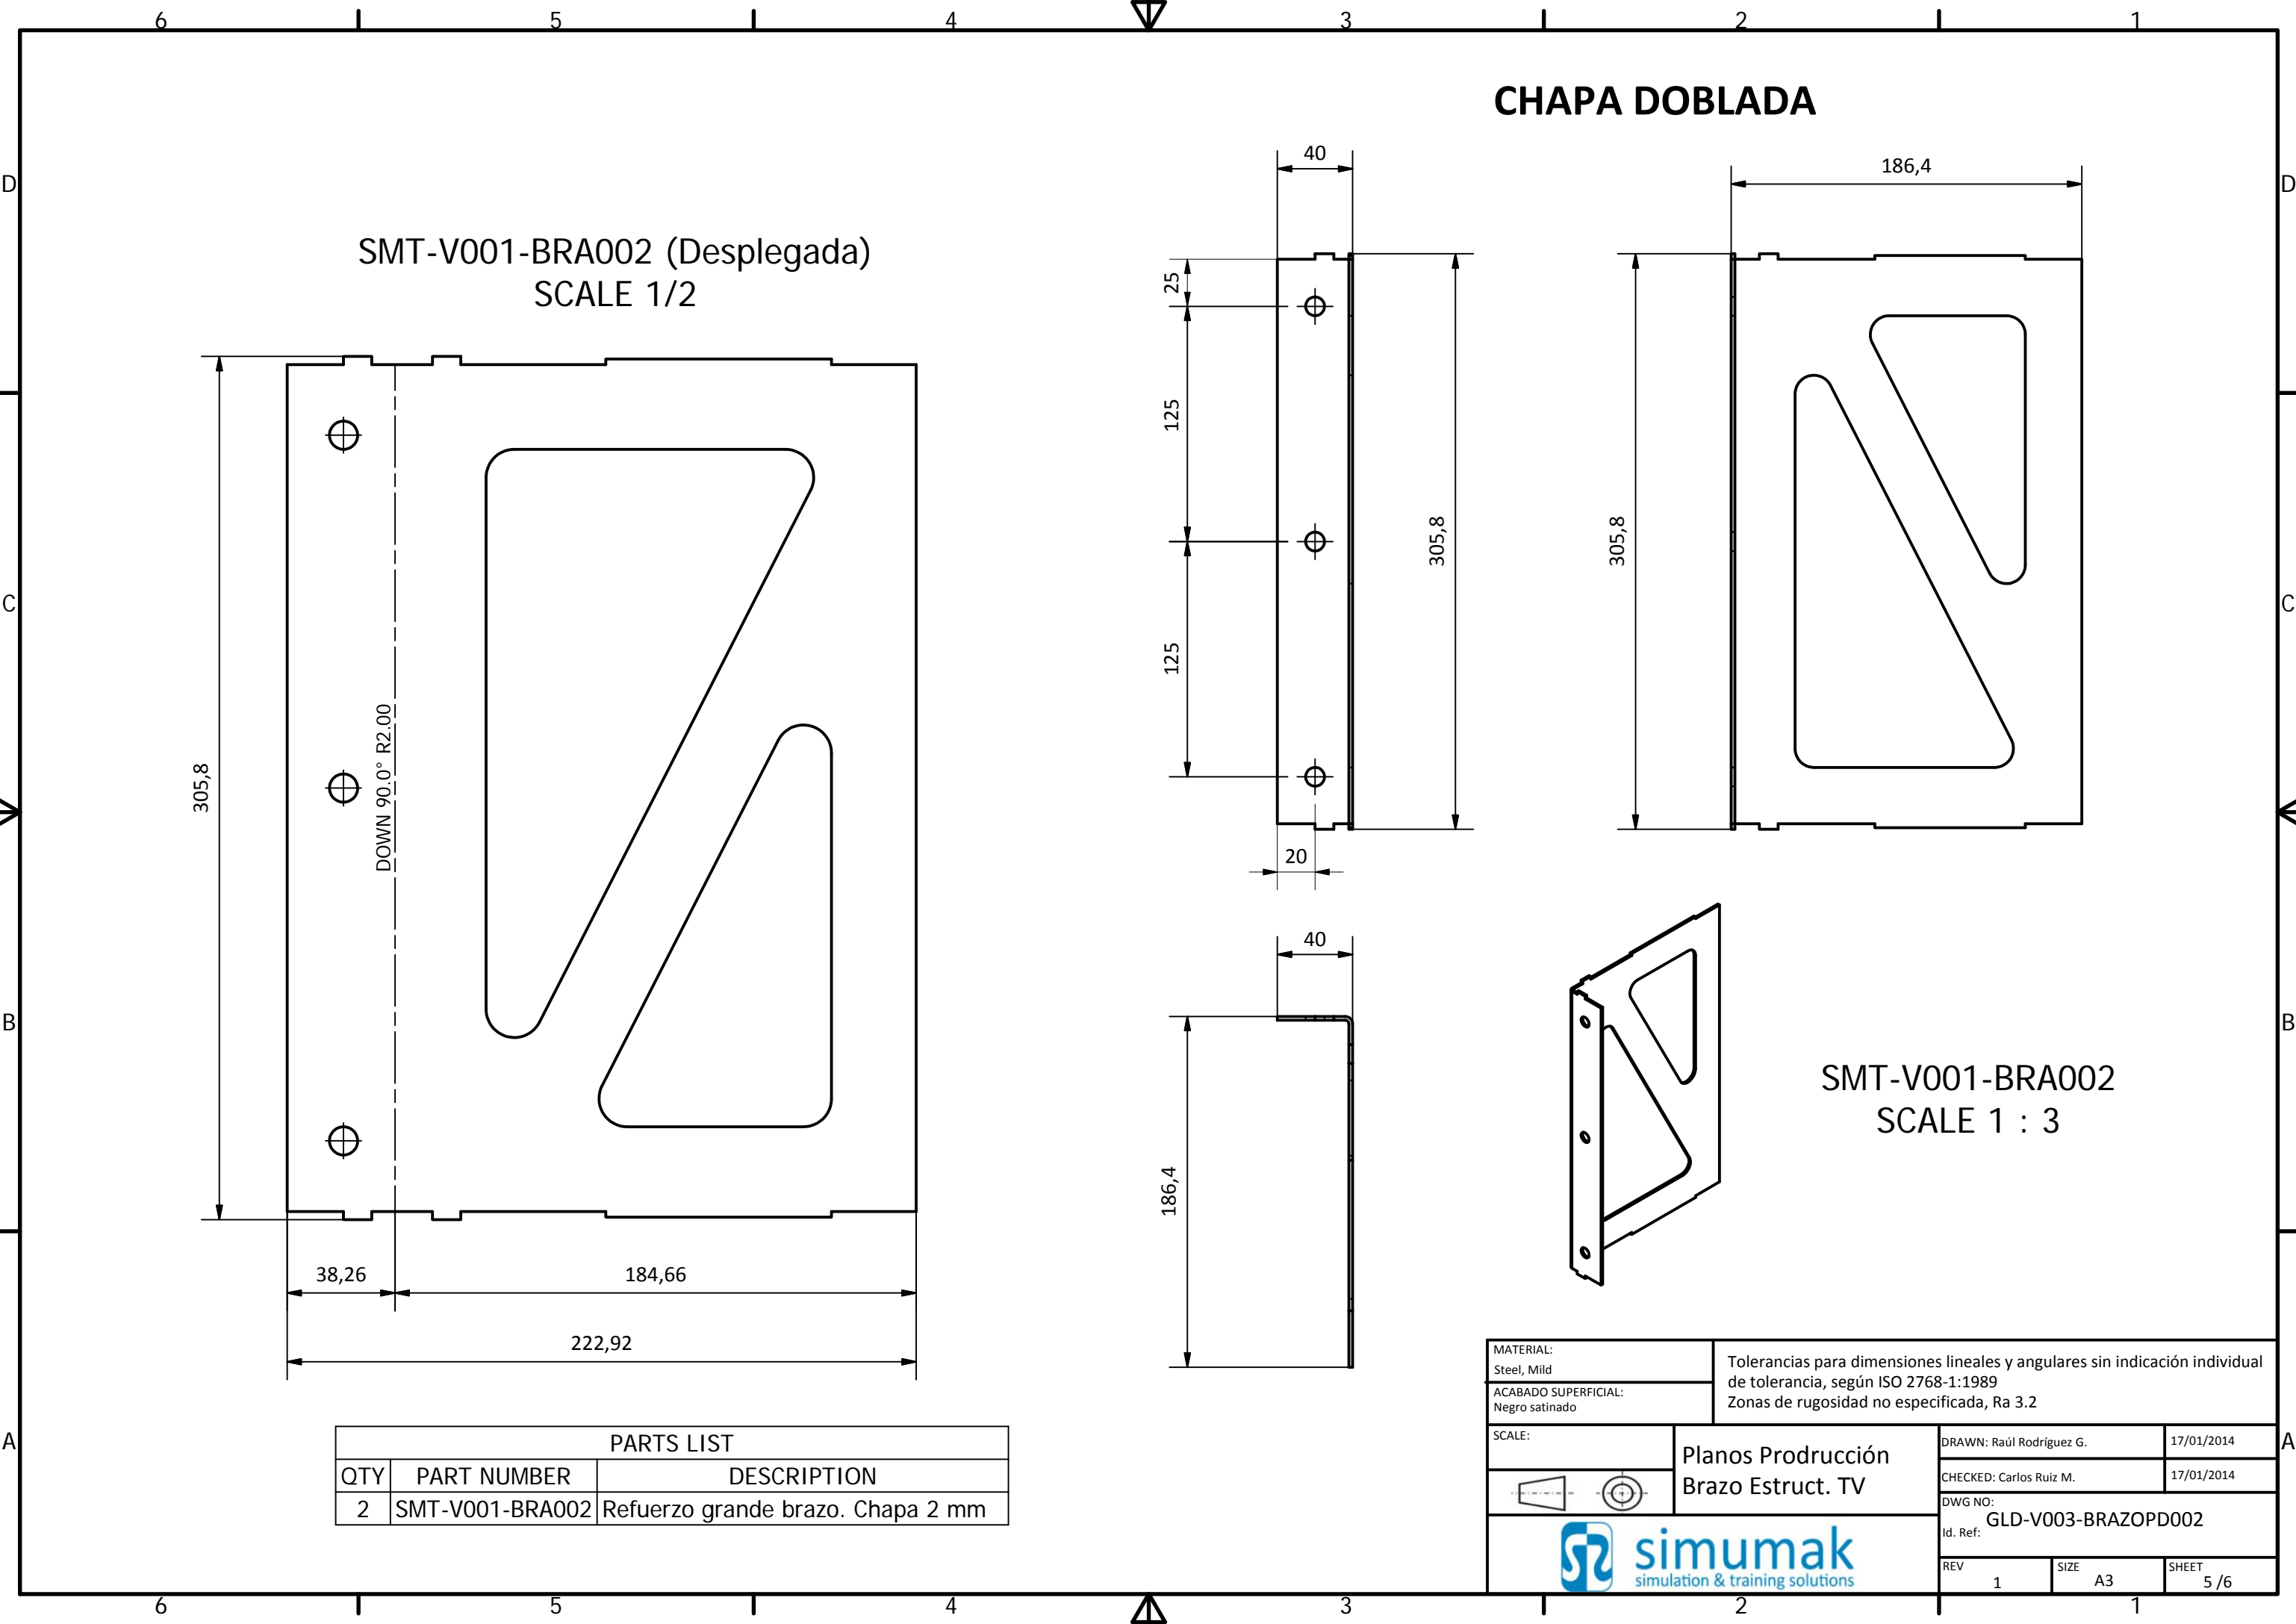 6 5 4 3 2 1
CHAPA DOBLADA
D D
SMT-V001-BRA002 (Desplegada)
SCALE 1/2
305,8
DOWN 90.0° R2.00
38,26
184,66
222,92
40
25
125
125
305,8
20
186,4
305,8
C C
40
186,4
B B
SMT-V001-BRA002
SCALE 1 : 3
PARTS LIST
QTY PART NUMBER DESCRIPTION
2 SMT-V001-BRA002 Refuerzo grande brazo. Chapa 2 mm
A A
MATERIAL:
Steel, Mild
ACABADO SUPERFICIAL:
Negro satinado
Tolerancias para dimensiones lineales y angulares sin indicación individual
de tolerancia, según ISO 2768-1:1989
Zonas de rugosidad no especificada, Ra 3.2
SCALE:
Planos Prodrucción
Brazo Estruct. TV
DRAWN: Raúl Rodríguez G. 17/01/2014
CHECKED: Carlos Ruiz M. 17/01/2014
DWG NO:
GLD-V003-BRAZOPD002
Id. Ref:
simumak
simulation & training solutions
REV 1
SIZE A3
SHEET 5 /6
6 5 4 3 2 1